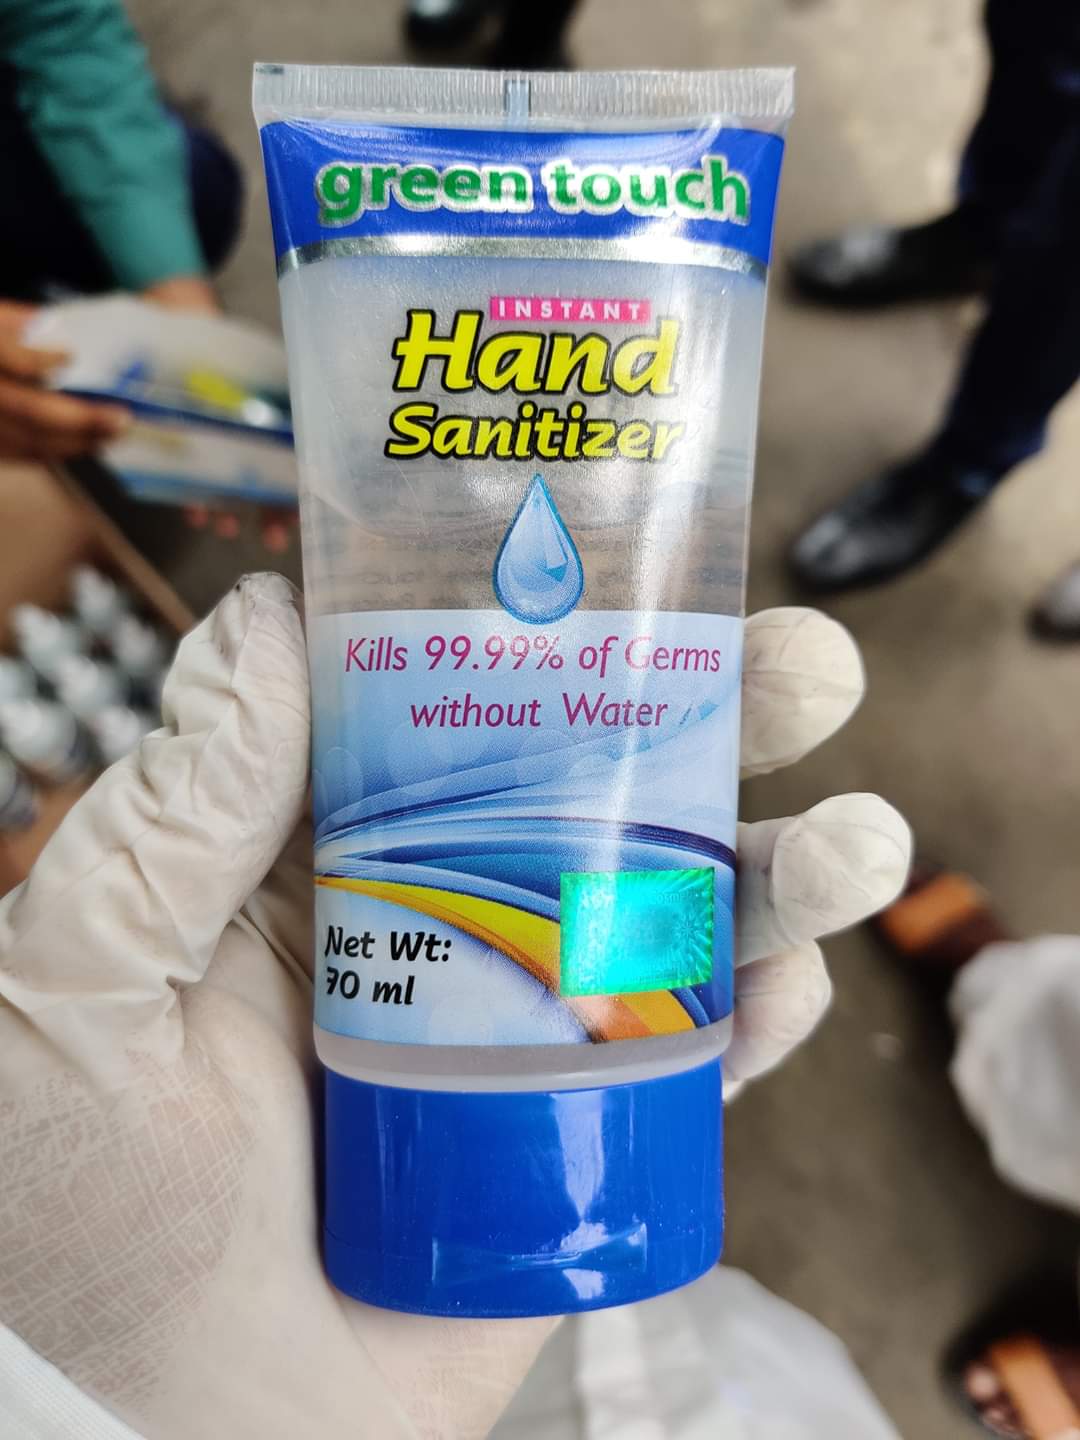 green touch
INSTANT
Hand
Sanitizer
Kills 99.99% of Germs
without Water
Net Wt:
70 ml